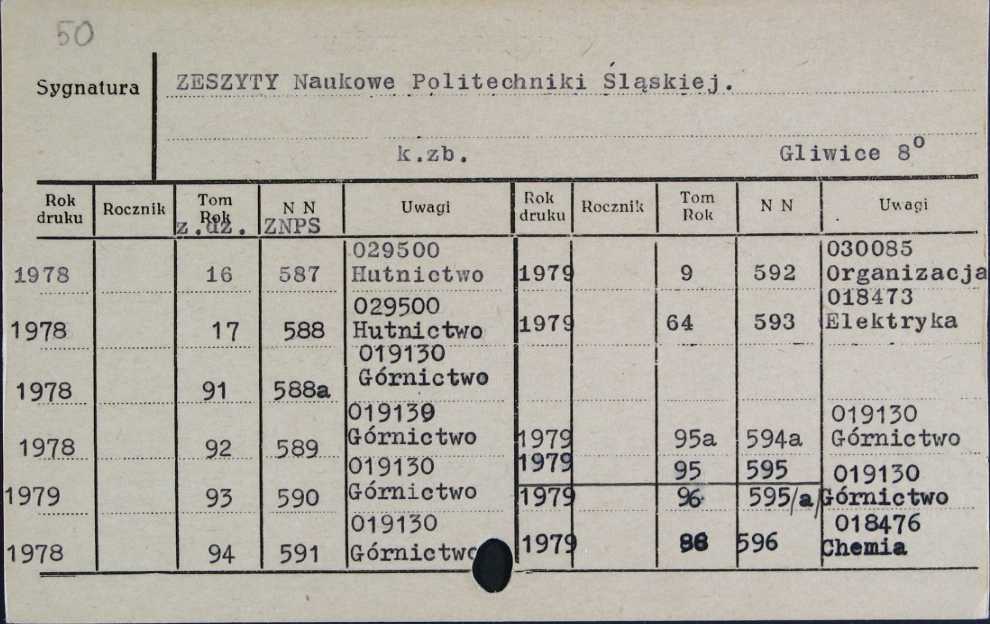 50
Sygnatura ZESZYTY Naukowe Politechniki Śląskiej.
k.zb. Gliwice 8º
Rok druku Rocznik Tom Rok N N Uwagi Rok druku Rocznik Tom Rok N N Uwagi
z.dz. ZNPS
029500 030085
1978 16 587 Hutnictwo 1979 9 592 Organizacja
029500 018473
1978 17 588 Hutnictwo 1979 64 593 Elektryka
019130
1978 91 588a Górnictwo
019130 019130
1978 92 589 Górnictwo 1979 95a 594a Górnictwo
019130 1979 95 595 019130
1979 93 590 Górnictwo 1979 96 595/a/ Górnictwo
019130 018476
1978 94 591 Górnictwo 1979 596 Chemia